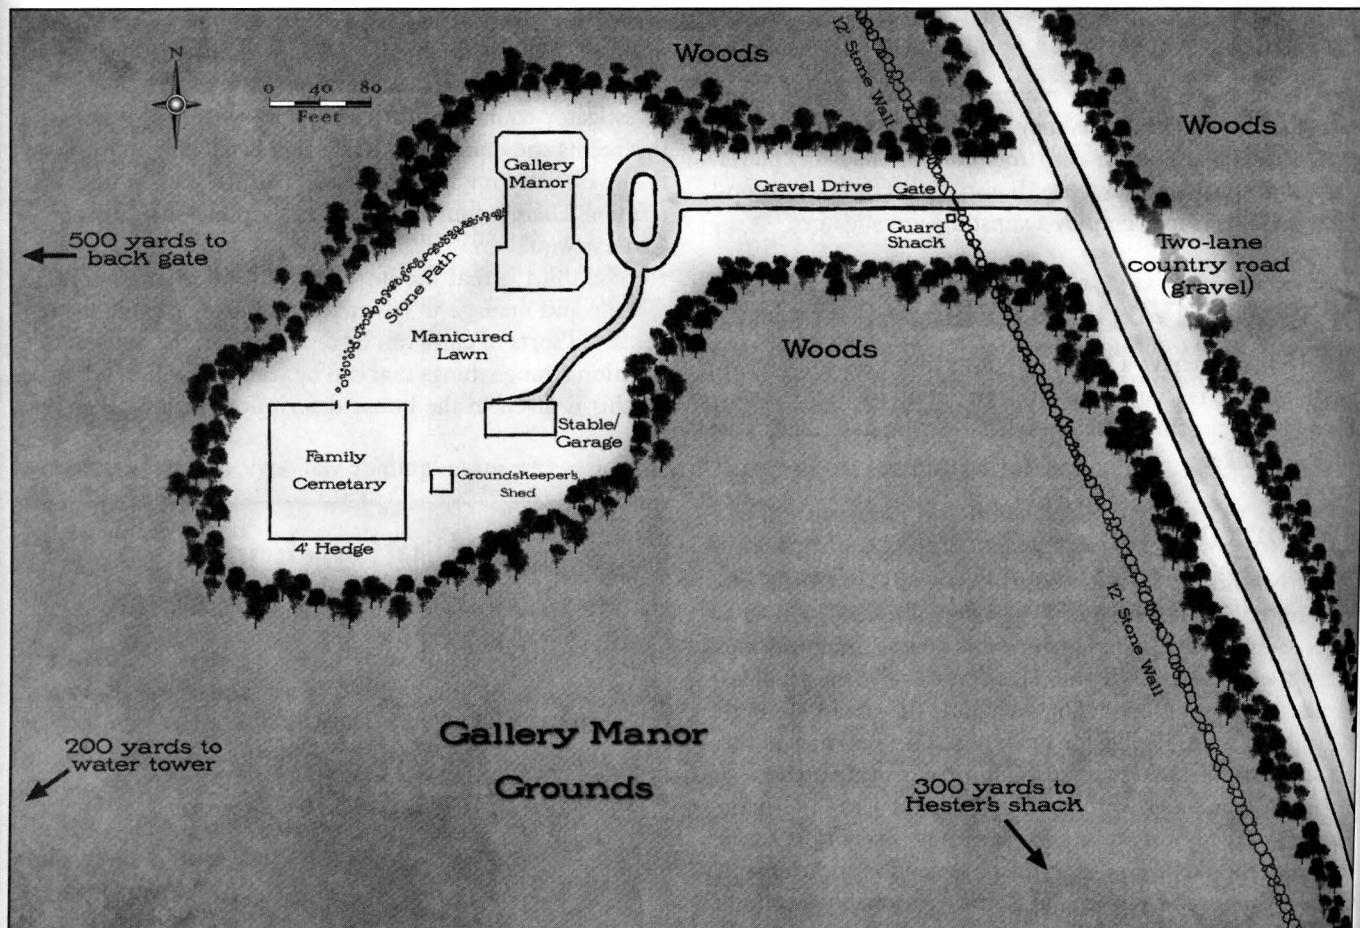 N
0 40 80
Feet
Woods
12' Stone Wall
Woods
Gallery
Manor
Gravel Drive
Gate
Guard
Shack
500 yards to
back gate
Stone Path
Two-lane
country road
(gravel)
Manicured
Lawn
Woods
Stable/
Garage
Family
Cemetary
Groundskeeper's
Shed
4' Hedge
12' Stone Wall
Gallery Manor
Grounds
200 yards to
water tower
300 yards to
Hester's shack